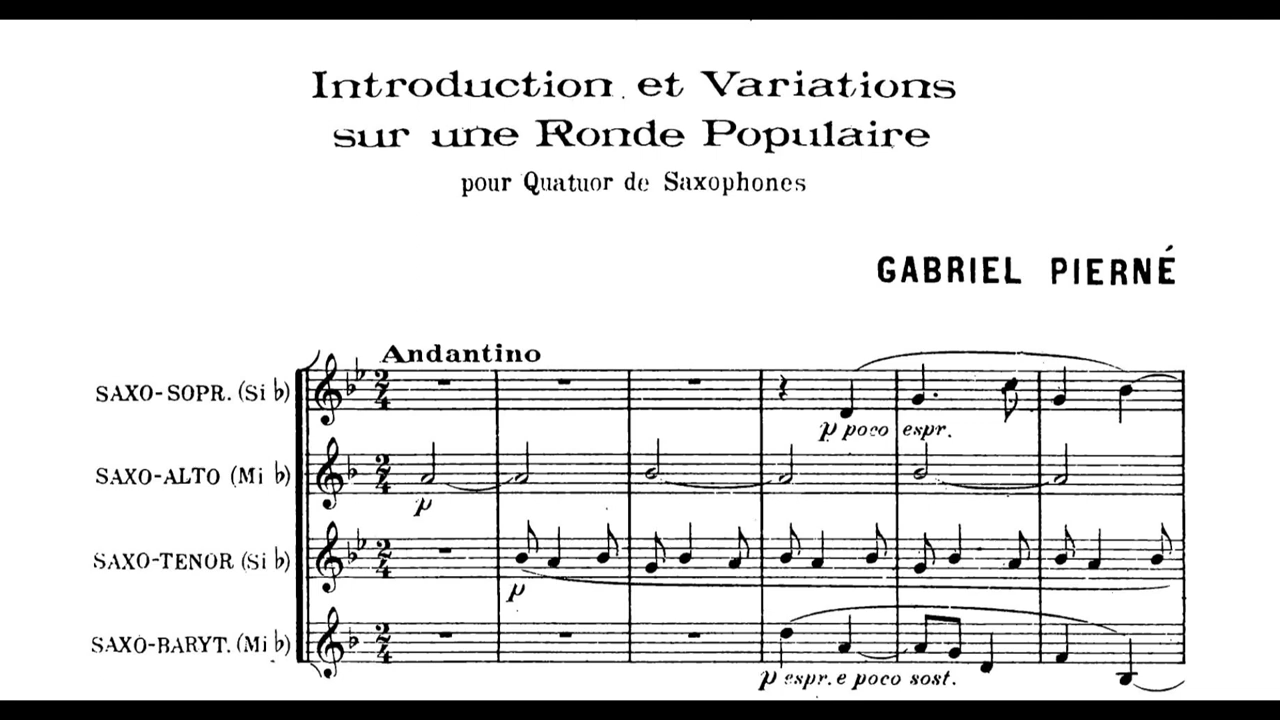 Introduction et Variations
sur une Ronde Populaire
pour Quatuor de Saxophones
GABRIEL PIERNÉ
Andantino
SAXO-SOPR. (Si b)
p poco espr.
SAXO-ALTO (Mi b)
p
SAXO-TENOR (Si b)
p
SAXO-BARYT. (Mi b)
p espr. e poco sost.